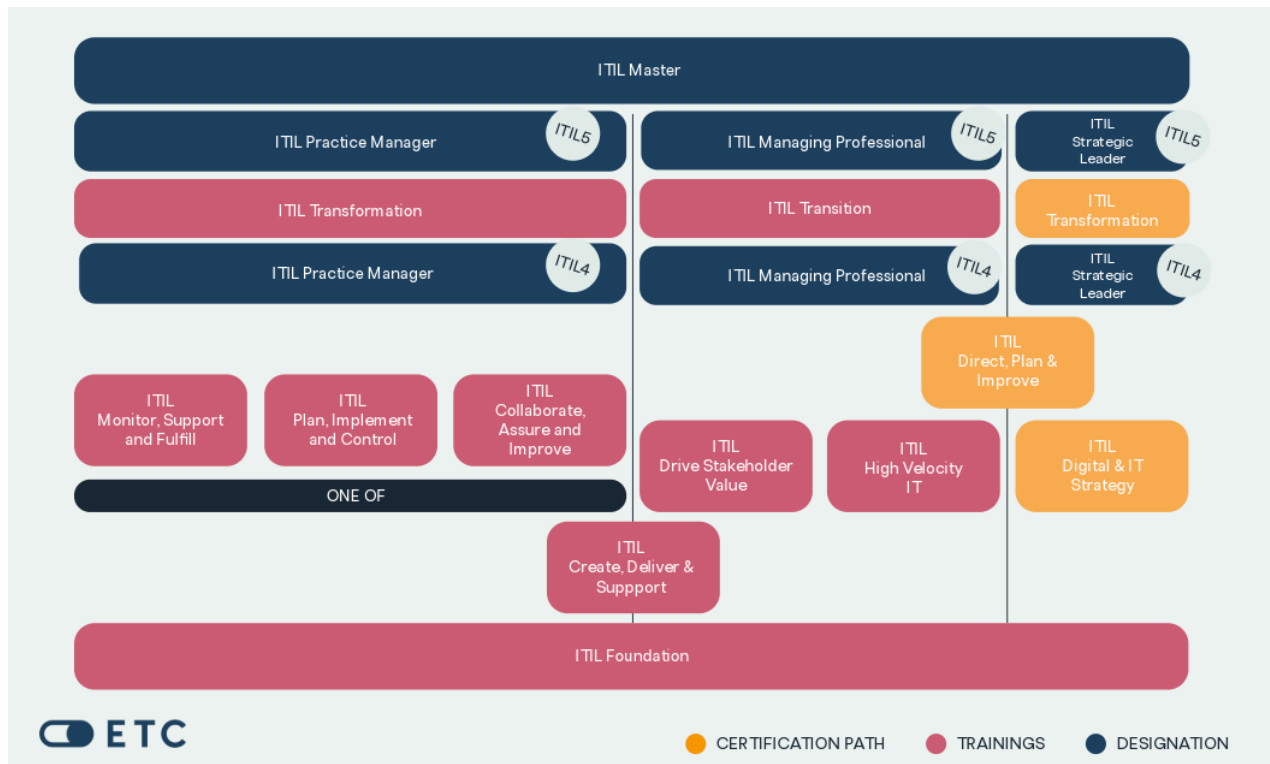 ITIL Master
ITIL Practice Manager
ITIL5
ITIL Managing Professional
ITIL5
ITIL
Strategic
Leader
ITIL5
ITIL Transformation
ITIL Transition
ITIL
Transformation
ITIL Practice Manager
ITIL4
ITIL Managing Professional
ITIL4
ITIL
Strategic
Leader
ITIL4
ITIL
Direct, Plan &
Improve
ITIL
Monitor, Support
and Fulfill
ITIL
Plan, Implement
and Control
ITIL
Collaborate,
Assure and
Improve
ITIL
Drive Stakeholder
Value
ITIL
High Velocity
IT
ITIL
Digital & IT
Strategy
ONE OF
ITIL
Create, Deliver &
Suppport
ITIL Foundation
ETC
CERTIFICATION PATH
TRAININGS
DESIGNATION